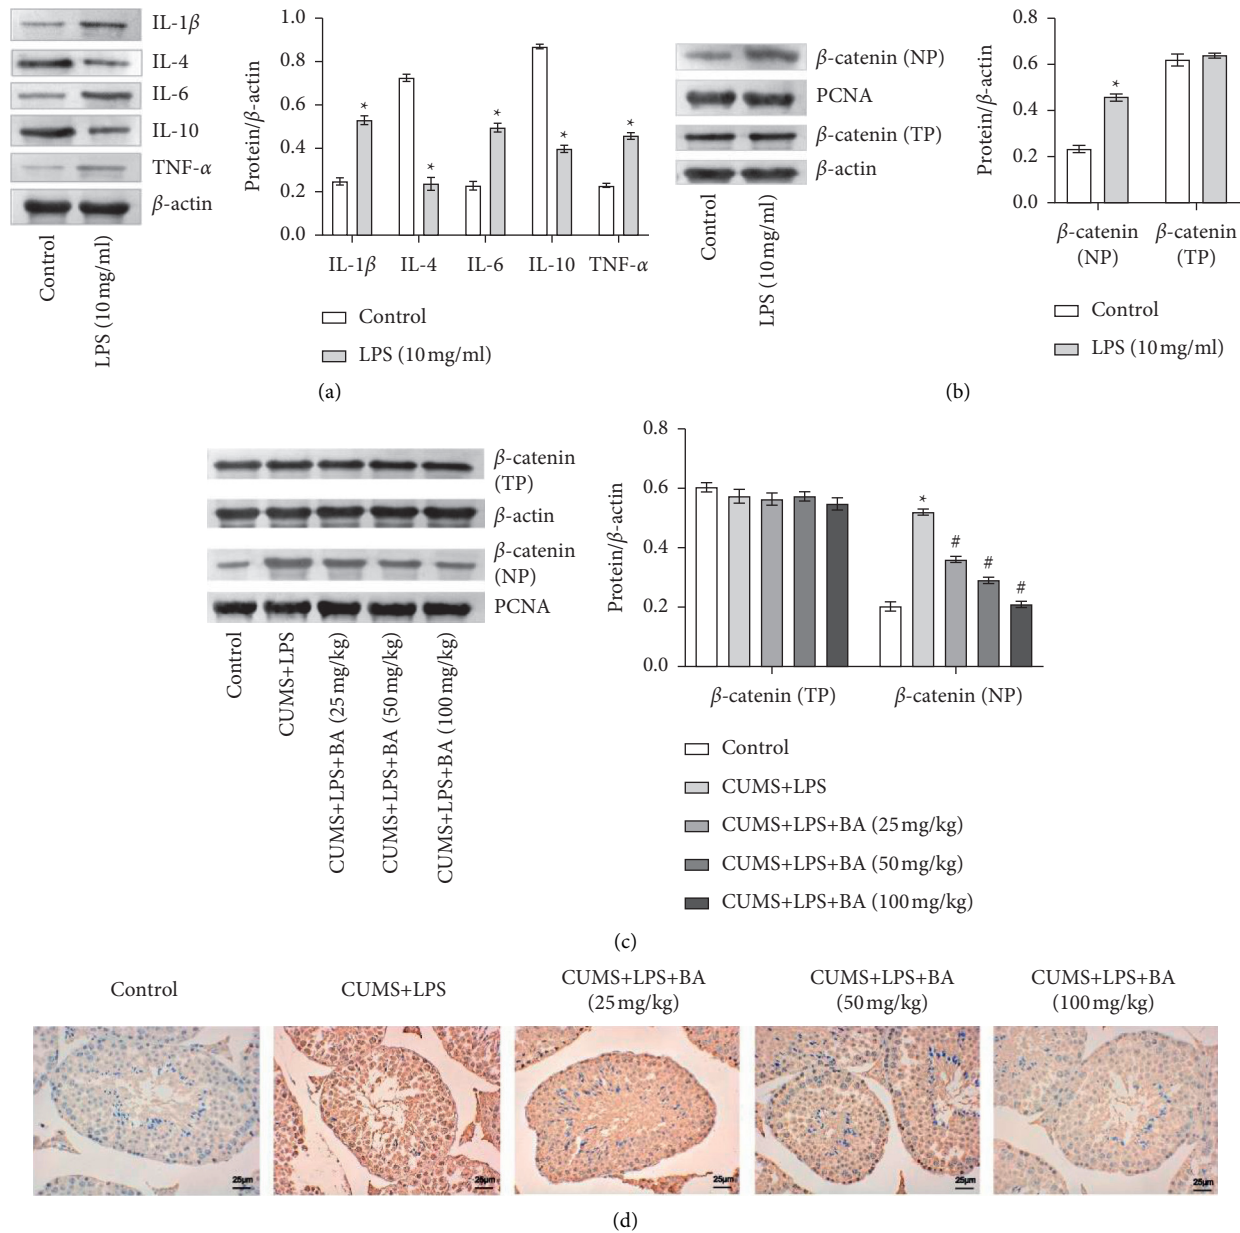 IL-1β
IL-4
IL-6
IL-10
TNF-α
β-actin
Control
LPS (10 mg/ml)
Protein/β-actin
1.0
0.8
0.6
0.4
0.2
0.0
*
*
*
*
*
IL-1β IL-4 IL-6 IL-10 TNF-α
Control
LPS (10 mg/ml)
(a)
β-catenin (NP)
PCNA
β-catenin (TP)
β-actin
Control
LPS (10 mg/ml)
Protein/β-actin
0.8
0.6
0.4
0.2
0.0
*
β-catenin
(NP)
β-catenin
(TP)
Control
LPS (10 mg/ml)
(b)
β-catenin
(TP)
β-actin
β-catenin
(NP)
PCNA
Control
CUMS+LPS
CUMS+LPS+BA (25 mg/kg)
CUMS+LPS+BA (50 mg/kg)
CUMS+LPS+BA (100 mg/kg)
Protein/β-actin
0.8
0.6
0.4
0.2
0.0
*
#
#
#
β-catenin (TP) β-catenin (NP)
Control
CUMS+LPS
CUMS+LPS+BA (25 mg/kg)
CUMS+LPS+BA (50 mg/kg)
CUMS+LPS+BA (100 mg/kg)
(c)
Control
CUMS+LPS
CUMS+LPS+BA
(25 mg/kg)
CUMS+LPS+BA
(50 mg/kg)
CUMS+LPS+BA
(100 mg/kg)
25μm
25μm
25μm
25μm
25μm
(d)